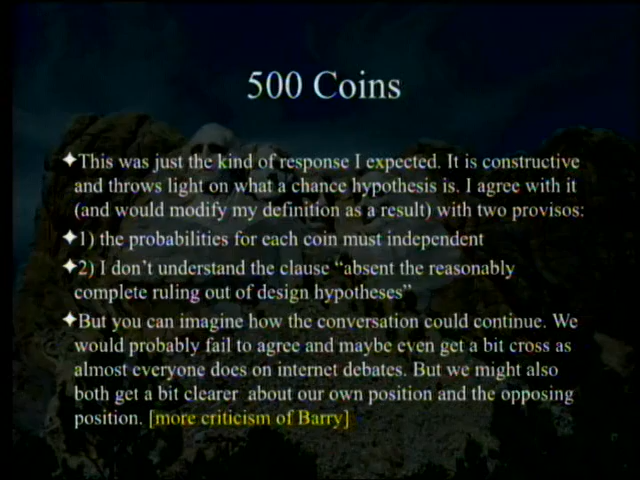 500 Coins
✦This was just the kind of response I expected. It is constructive
and throws light on what a chance hypothesis is. I agree with it
(and would modify my definition as a result) with two provisos:
✦1) the probabilities for each coin must independent
✦2) I don't understand the clause “absent the reasonably
complete ruling out of design hypotheses”
✦But you can imagine how the conversation could continue. We
would probably fail to agree and maybe even get a bit cross as
almost everyone does on internet debates. But we might also
both get a bit clearer about our own position and the opposing
position. [more criticism of Barry]